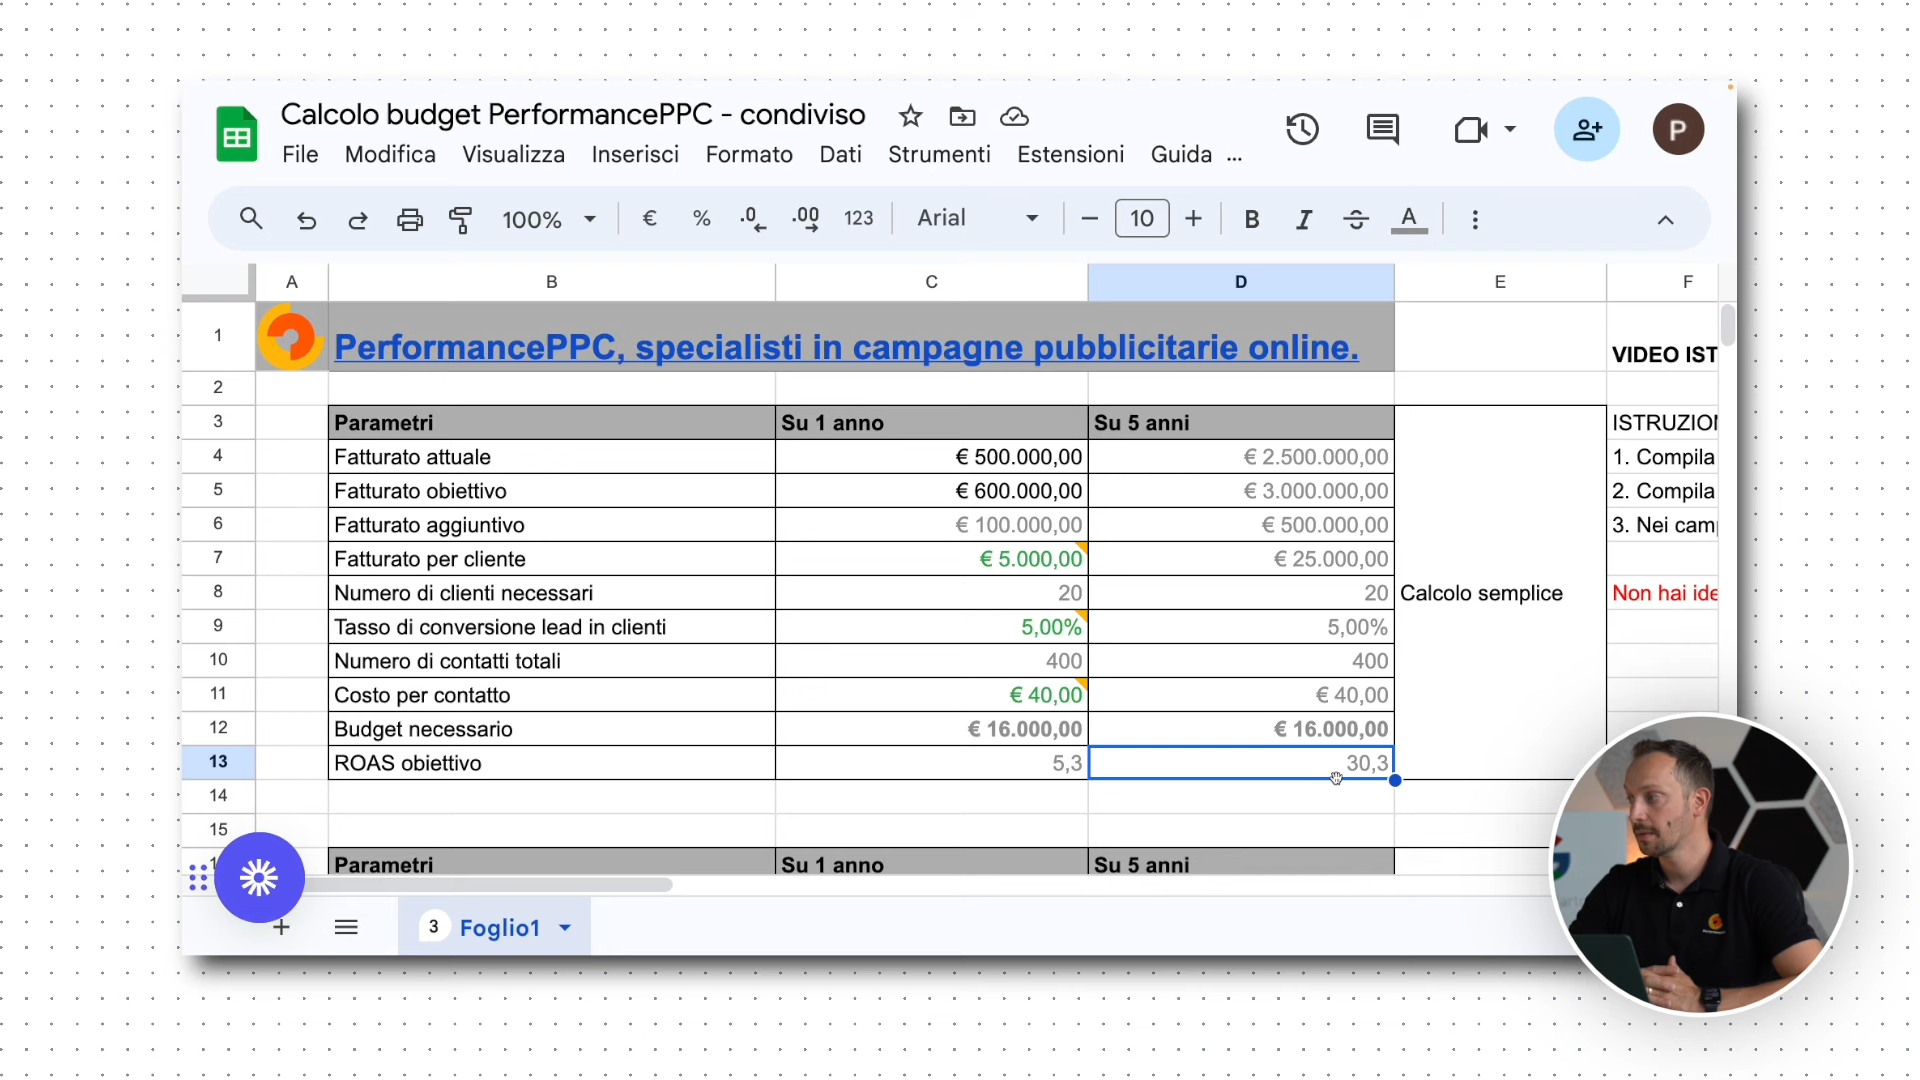 Calcolo budget PerformancePPC - condiviso
File Modifica Visualizza Inserisci Formato Dati Strumenti Estensioni Guida ...
P
100% € % .0 .00 123 Arial 10 B I S A
A B C D E F
1 PerformancePPC, specialisti in campagne pubblicitarie online. VIDEO IST
2
3 Parametri Su 1 anno Su 5 anni ISTRUZION
4 Fatturato attuale € 500.000,00 € 2.500.000,00 1. Compila
5 Fatturato obiettivo € 600.000,00 € 3.000.000,00 2. Compila
6 Fatturato aggiuntivo € 100.000,00 € 500.000,00 3. Nei cam
7 Fatturato per cliente € 5.000,00 € 25.000,00
8 Numero di clienti necessari 20 20 Calcolo semplice Non hai ide
9 Tasso di conversione lead in clienti 5,00% 5,00%
10 Numero di contatti totali 400 400
11 Costo per contatto € 40,00 € 40,00
12 Budget necessario € 16.000,00 € 16.000,00
13 ROAS obiettivo 5,3 30,3
14
15
Parametri Su 1 anno Su 5 anni
3 Foglio1